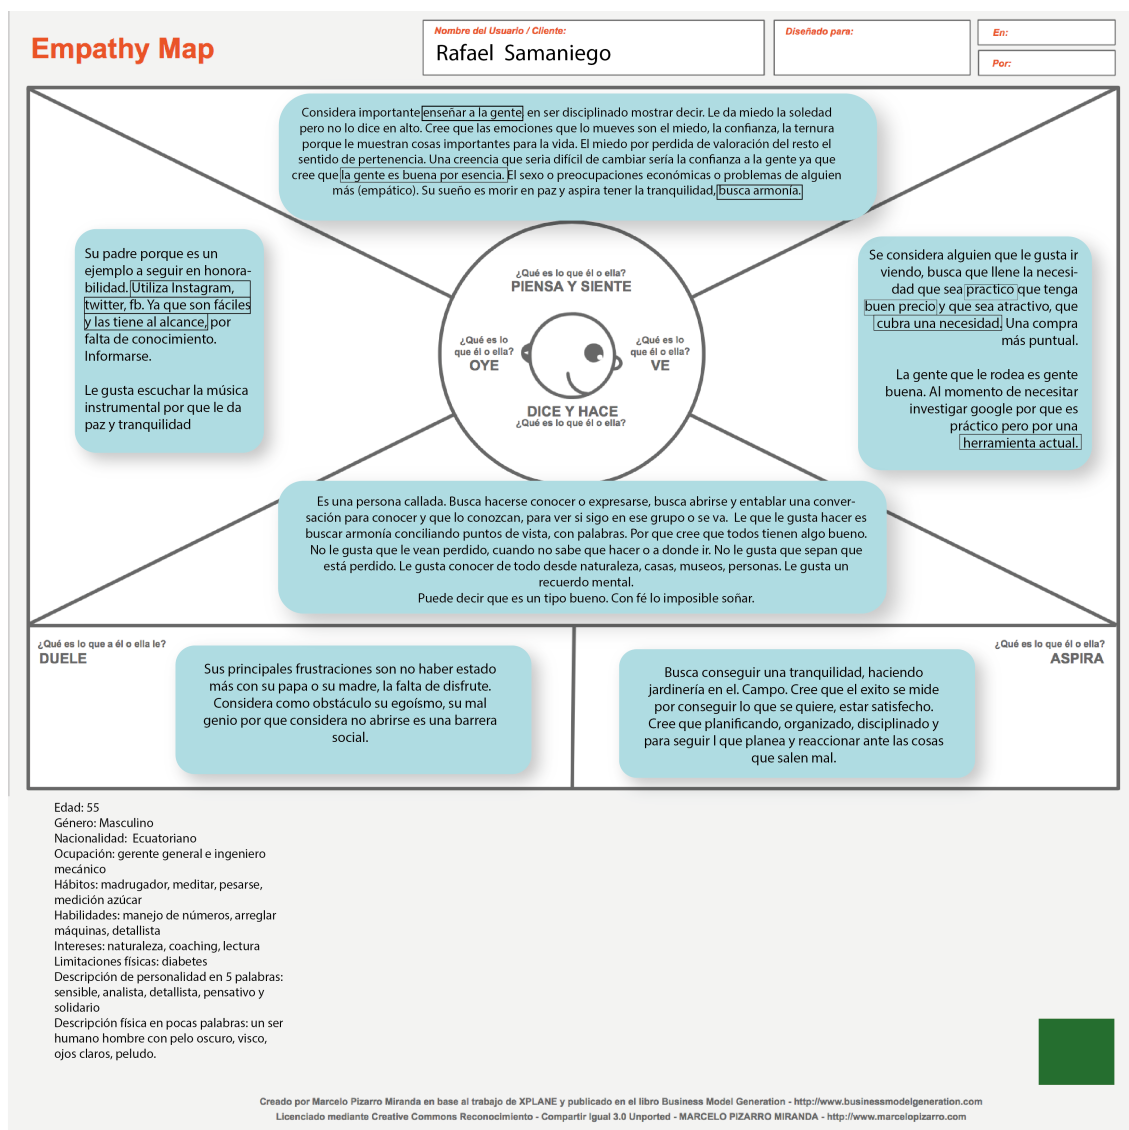 Empathy Map
Nombre del Usuario / Cliente:
Rafael Samaniego
Diseñado para:
En:
Por:
Considera importante enseñar a la gente en ser disciplinado mostrar decir. Le da miedo la soledad
pero no lo dice en alto. Cree que las emociones que lo mueves son el miedo, la confianza, la ternura
porque le muestran cosas importantes para la vida. El miedo por perdida de valoración del resto el
sentido de pertenencia. Una creencia que seria difícil de cambiar sería la confianza a la gente ya que
cree que la gente es buena por esencia. El sexo o preocupaciones económicas o problemas de alguien
más (empático). Su sueño es morir en paz y aspira tener la tranquilidad, busca armonía.
Su padre porque es un
ejemplo a seguir en honora-
bilidad. Utiliza Instagram,
twitter, fb. Ya que son fáciles
y las tiene al alcance, por
falta de conocimiento.
Informarse.
Le gusta escuchar la música
instrumental por que le da
paz y tranquilidad
¿Qué es lo que él o ella?
PIENSA Y SIENTE
¿Qué es lo
que él o ella?
OYE
¿Qué es lo
que él o ella?
VE
DICE Y HACE
¿Qué es lo que él o ella?
Se considera alguien que le gusta ir
viendo, busca que llene la necesi-
dad que sea practico que tenga
buen precio y que sea atractivo, que
cubra una necesidad. Una compra
más puntual.
La gente que le rodea es gente
buena. Al momento de necesitar
investigar google por que es
práctico pero por una
herramienta actual.
Es una persona callada. Busca hacerse conocer o expresarse, busca abrirse y entablar una conver-
sación para conocer y que lo conozcan, para ver si sigo en ese grupo o se va. Le que le gusta hacer es
buscar armonía conciliando puntos de vista, con palabras. Por que cree que todos tienen algo bueno.
No le gusta que le vean perdido, cuando no sabe que hacer o a donde ir. No le gusta que sepan que
está perdido. Le gusta conocer de todo desde naturaleza, casas, museos, personas. Le gusta un
recuerdo mental.
Puede decir que es un tipo bueno. Con fé lo imposible soñar.
¿Qué es lo que a él o ella le?
DUELE
Sus principales frustraciones son no haber estado
más con su papa o su madre, la falta de disfrute.
Considera como obstáculo su egoísmo, su mal
genio por que considera no abrirse es una barrera
social.
¿Qué es lo que él o ella?
ASPIRA
Busca conseguir una tranquilidad, haciendo
jardinería en el. Campo. Cree que el exito se mide
por conseguir lo que se quiere, estar satisfecho.
Cree que planificando, organizado, disciplinado y
para seguir l que planea y reaccionar ante las cosas
que salen mal.
Edad: 55
Género: Masculino
Nacionalidad: Ecuatoriano
Ocupación: gerente general e ingeniero
mecánico
Hábitos: madrugador, meditar, pesarse,
medición azúcar
Habilidades: manejo de números, arreglar
máquinas, detallista
Intereses: naturaleza, coaching, lectura
Limitaciones físicas: diabetes
Descripción de personalidad en 5 palabras:
sensible, analista, detallista, pensativo y
solidario
Descripción física en pocas palabras: un ser
humano hombre con pelo oscuro, visco,
ojos claros, peludo.
Creado por Marcelo Pizarro Miranda en base al trabajo de XPLANE y publicado en el libro Business Model Generation - http://www.businessmodelgeneration.com
Licenciado mediante Creative Commons Reconocimiento - Compartir Igual 3.0 Unported - MARCELO PIZARRO MIRANDA - http://www.marcelopizarro.com